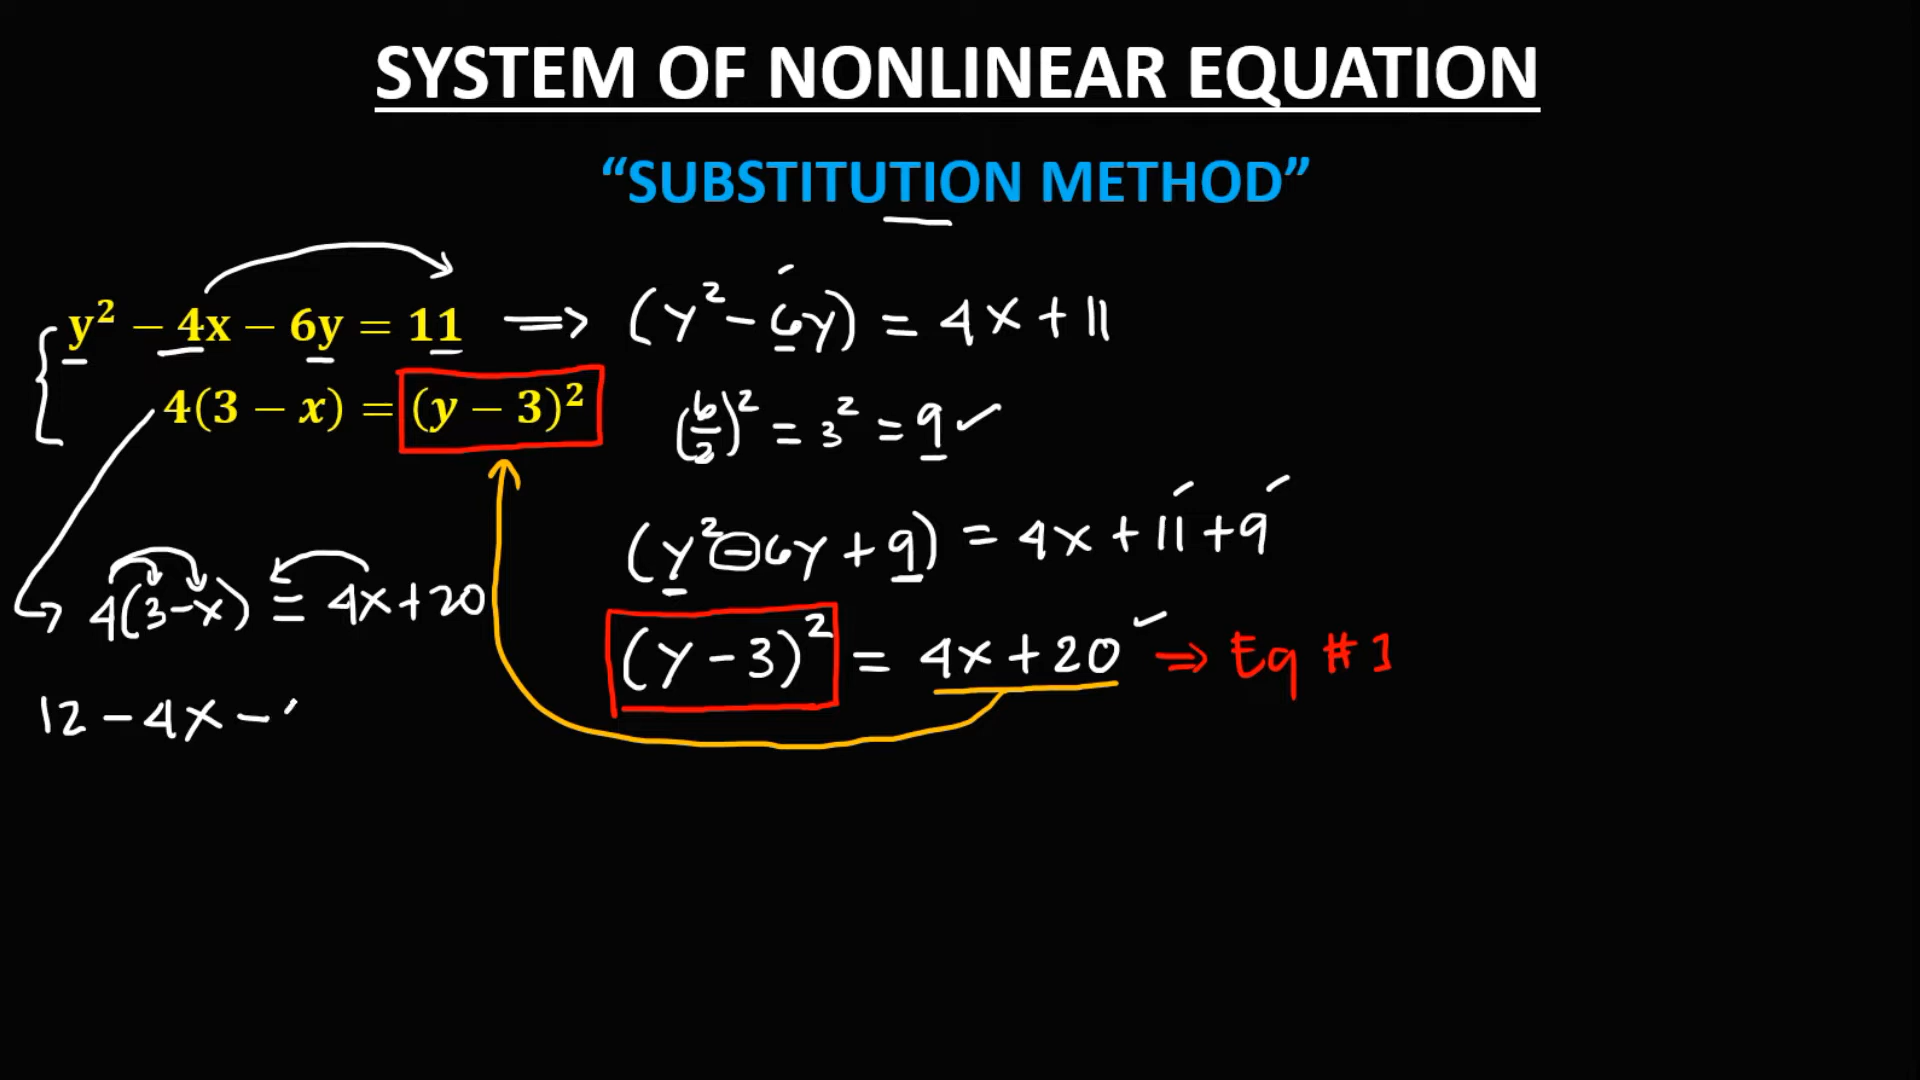 SYSTEM OF NONLINEAR EQUATION
“SUBSTITUTION METHOD”
y² − 4x − 6y = 11 ⟹ (y² − 6y) = 4x + 11
4(3 − x) = (y − 3)²
(6/2)² = 3² = 9 ✓
(y² − 6y + 9) = 4x + 11 + 9
4(3 − x) = 4x + 20
(y − 3)² = 4x + 20 ⇒ Eq # 1
12 − 4x −